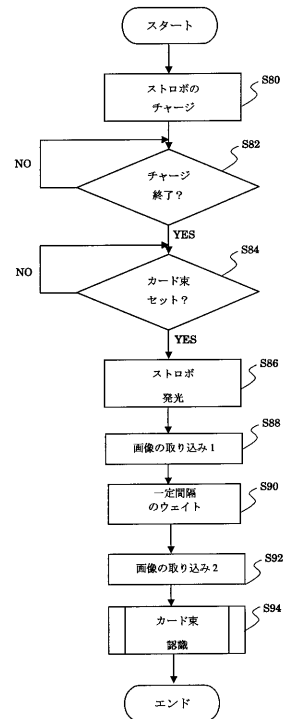 スタート
S80
ストロボの
チャージ
S82
NO
チャージ
終了？
YES
S84
NO
カード束
セット？
YES
S86
ストロボ
発光
S88
画像の取り込み1
S90
一定間隔
のウェイト
S92
画像の取り込み2
S94
カード束
認識
エンド